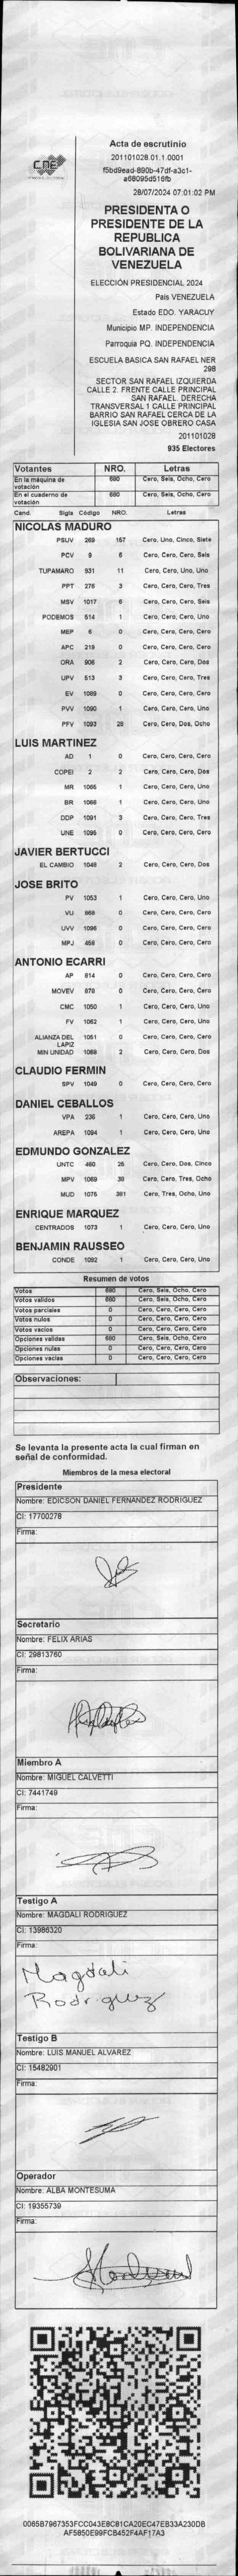 CNE
Acta de escrutinio
201101028.01.1.0001
f5bd9ead-890b-47df-a3c1-
a68095d516fb
28/07/2024 07:01:02 PM
PRESIDENTA O
PRESIDENTE DE LA
REPUBLICA
BOLIVARIANA DE
VENEZUELA
ELECCIÓN PRESIDENCIAL 2024
País VENEZUELA
Estado EDO. YARACUY
Municipio MP. INDEPENDENCIA
Parroquia PQ. INDEPENDENCIA
ESCUELA BASICA SAN RAFAEL NER
298
SECTOR SAN RAFAEL IZQUIERDA
CALLE 2. FRENTE CALLE PRINCIPAL
SAN RAFAEL. DERECHA
TRANSVERSAL 1 CALLE PRINCIPAL
BARRIO SAN RAFAEL CERCA DE LA
IGLESIA SAN JOSE OBRERO CASA
201101028
935 Electores
Votantes NRO. Letras
En la máquina de votación 680 Cero, Seis, Ocho, Cero
En el cuaderno de votación 680 Cero, Seis, Ocho, Cero
Cand. Sigla Código NRO. Letras
NICOLAS MADURO
PSUV 269 157 Cero, Uno, Cinco, Siete
PCV 9 6 Cero, Cero, Cero, Seis
TUPAMARO 931 11 Cero, Cero, Uno, Uno
PPT 276 3 Cero, Cero, Cero, Tres
MSV 1017 6 Cero, Cero, Cero, Seis
PODEMOS 514 1 Cero, Cero, Cero, Uno
MEP 6 0 Cero, Cero, Cero, Cero
APC 219 0 Cero, Cero, Cero, Cero
ORA 906 2 Cero, Cero, Cero, Dos
UPV 513 3 Cero, Cero, Cero, Tres
EV 1089 0 Cero, Cero, Cero, Cero
PVV 1090 1 Cero, Cero, Cero, Uno
PFV 1093 28 Cero, Cero, Dos, Ocho
LUIS MARTINEZ
AD 1 0 Cero, Cero, Cero, Cero
COPEI 2 2 Cero, Cero, Cero, Dos
MR 1065 1 Cero, Cero, Cero, Uno
BR 1066 1 Cero, Cero, Cero, Uno
DDP 1091 3 Cero, Cero, Cero, Tres
UNE 1095 0 Cero, Cero, Cero, Cero
JAVIER BERTUCCI
EL CAMBIO 1048 2 Cero, Cero, Cero, Dos
JOSE BRITO
PV 1053 1 Cero, Cero, Cero, Uno
VU 868 0 Cero, Cero, Cero, Cero
UVV 1096 0 Cero, Cero, Cero, Cero
MPJ 458 0 Cero, Cero, Cero, Cero
ANTONIO ECARRI
AP 814 0 Cero, Cero, Cero, Cero
MOVEV 879 0 Cero, Cero, Cero, Cero
CMC 1050 1 Cero, Cero, Cero, Uno
FV 1062 1 Cero, Cero, Cero, Uno
ALIANZA DEL LAPIZ 1051 0 Cero, Cero, Cero, Cero
MIN UNIDAD 1088 2 Cero, Cero, Cero, Dos
CLAUDIO FERMIN
SPV 1049 0 Cero, Cero, Cero, Cero
DANIEL CEBALLOS
VPA 236 1 Cero, Cero, Cero, Uno
AREPA 1094 1 Cero, Cero, Cero, Uno
EDMUNDO GONZALEZ
UNTC 460 25 Cero, Cero, Dos, Cinco
MPV 1069 38 Cero, Cero, Tres, Ocho
MUD 1075 381 Cero, Tres, Ocho, Uno
ENRIQUE MARQUEZ
CENTRADOS 1073 1 Cero, Cero, Cero, Uno
BENJAMIN RAUSSEO
CONDE 1092 1 Cero, Cero, Cero, Uno
Resumen de votos
Votos 680 Cero, Seis, Ocho, Cero
Votos validos 680 Cero, Seis, Ocho, Cero
Votos parciales 0 Cero, Cero, Cero, Cero
Votos nulos 0 Cero, Cero, Cero, Cero
Votos vacios 0 Cero, Cero, Cero, Cero
Opciones validas 680 Cero, Seis, Ocho, Cero
Opciones nulas 0 Cero, Cero, Cero, Cero
Opciones vacias 0 Cero, Cero, Cero, Cero
Observaciones:
Se levanta la presente acta la cual firman en
señal de conformidad.
Miembros de la mesa electoral
Presidente
Nombre: EDICSON DANIEL FERNANDEZ RODRIGUEZ
CI: 17700278
Firma:
Secretario
Nombre: FELIX ARIAS
CI: 29813760
Firma:
Miembro A
Nombre: MIGUEL CALVETTI
CI: 7441749
Firma:
Testigo A
Nombre: MAGDALI RODRIGUEZ
CI: 13986320
Firma:
Magdali
Rodriguez
Testigo B
Nombre: LUIS MANUEL ALVAREZ
CI: 15482901
Firma:
Operador
Nombre: ALBA MONTESUMA
CI: 19355739
Firma:
0065B7967353FCC043E8C81CA20EC47EB33A230DB
AF5850E99FCB452F4AF17A3